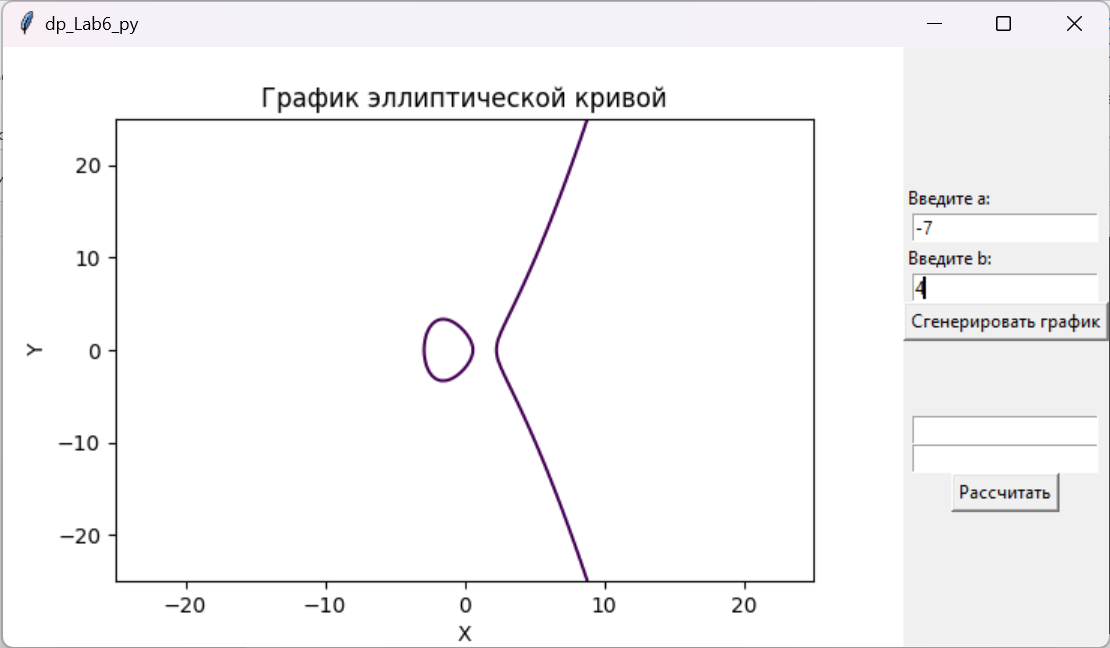 dp_Lab6_py
График эллиптической кривой
20
10
0
−10
−20
Y
−20 −10 0 10 20
X
Введите a:
-7
Введите b:
4
Сгенерировать график
Рассчитать